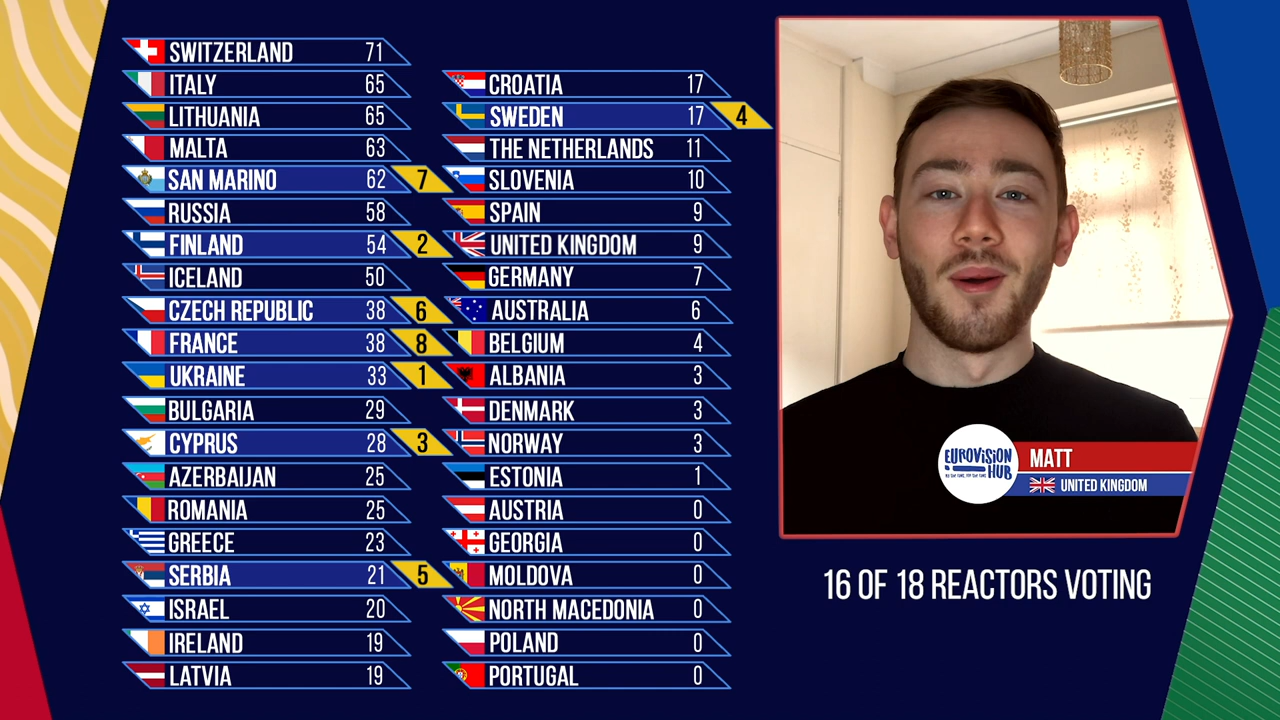 SWITZERLAND 71
ITALY 65
LITHUANIA 65
MALTA 63
SAN MARINO 62 7
RUSSIA 58
FINLAND 54 2
ICELAND 50
CZECH REPUBLIC 38 6
FRANCE 38 8
UKRAINE 33 1
BULGARIA 29
CYPRUS 28 3
AZERBAIJAN 25
ROMANIA 25
GREECE 23
SERBIA 21 5
ISRAEL 20
IRELAND 19
LATVIA 19
CROATIA 17
SWEDEN 17 4
THE NETHERLANDS 11
SLOVENIA 10
SPAIN 9
UNITED KINGDOM 9
GERMANY 7
AUSTRALIA 6
BELGIUM 4
ALBANIA 3
DENMARK 3
NORWAY 3
ESTONIA 1
AUSTRIA 0
GEORGIA 0
MOLDOVA 0
NORTH MACEDONIA 0
POLAND 0
PORTUGAL 0
EUROVISION
HUB
MATT
UNITED KINGDOM
16 OF 18 REACTORS VOTING